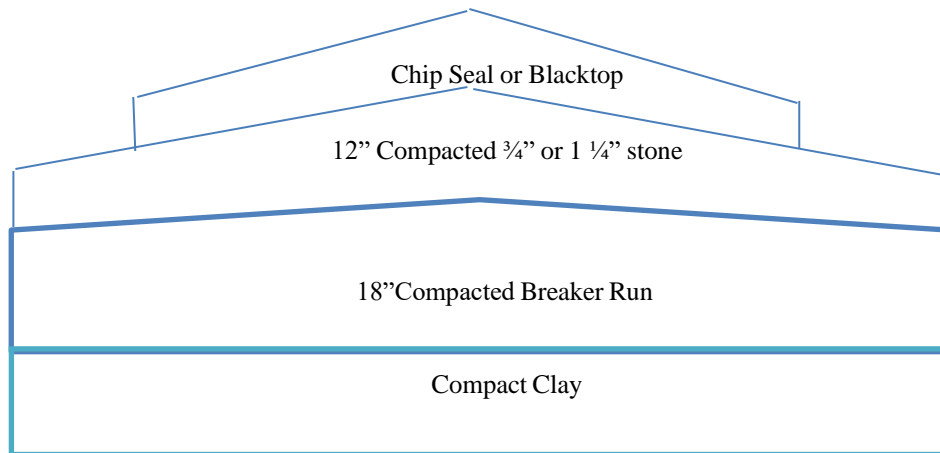 Chip Seal or Blacktop
12” Compacted ¾” or 1 ¼” stone
18”Compacted Breaker Run
Compact Clay